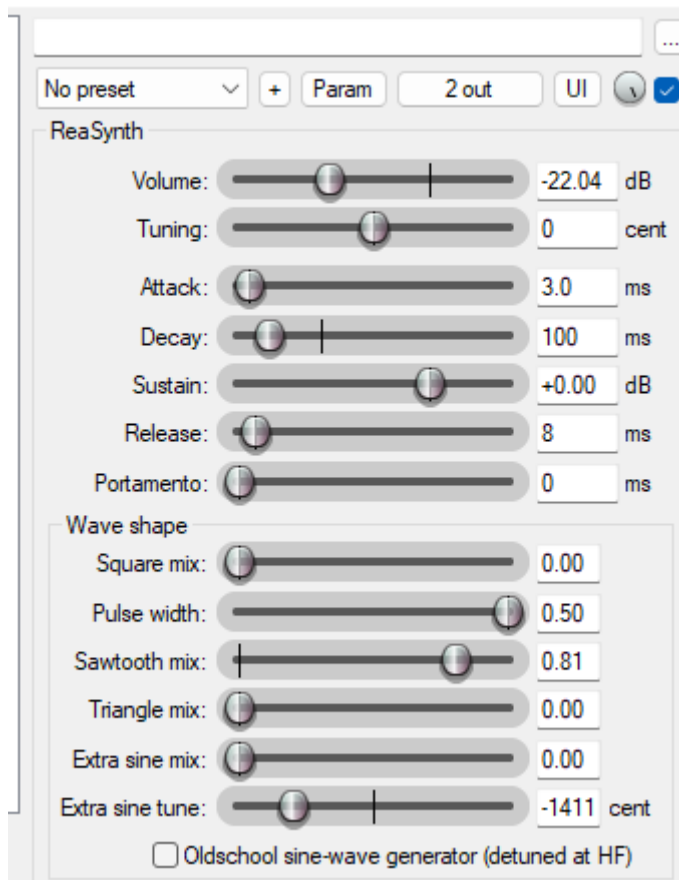 ...
No preset + Param 2 out UI
ReaSynth
Volume: -22.04 dB
Tuning: 0 cent
Attack: 3.0 ms
Decay: 100 ms
Sustain: +0.00 dB
Release: 8 ms
Portamento: 0 ms
Wave shape
Square mix: 0.00
Pulse width: 0.50
Sawtooth mix: 0.81
Triangle mix: 0.00
Extra sine mix: 0.00
Extra sine tune: -1411 cent
Oldschool sine-wave generator (detuned at HF)